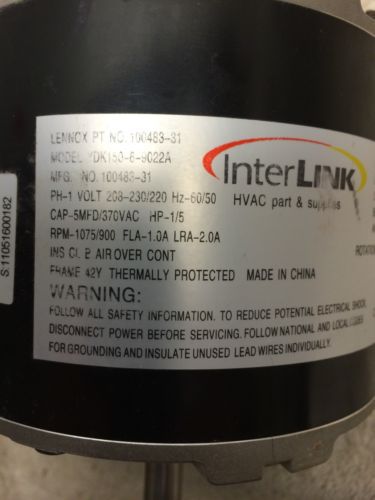 LENNOX PT NO. 100483-31
MODEL YDK150-6-9022A
MFG. NO. 100483-31
InterLINK
PH-1 VOLT 208-230/220 Hz-60/50
HVAC part & supplies
CAP-5MFD/370VAC HP-1/5
RPM-1075/900 FLA-1.0A LRA-2.0A
INS CL B AIR OVER CONT
FRAME 42Y THERMALLY PROTECTED MADE IN CHINA
WARNING:
FOLLOW ALL SAFETY INFORMATION. TO REDUCE POTENTIAL ELECTRICAL SHOCK,
DISCONNECT POWER BEFORE SERVICING. FOLLOW NATIONAL AND LOCAL CODES
FOR GROUNDING AND INSULATE UNUSED LEAD WIRES INDIVIDUALLY.
S:11051600182